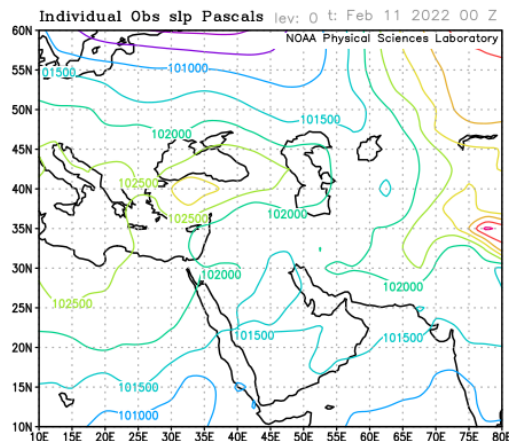 Individual Obs slp Pascals lev: 0 t: Feb 11 2022 00 Z
NOAA Physical Sciences Laboratory
60N
55N
50N
45N
40N
35N
30N
25N
20N
15N
10N
01500
101000
101500
102000
102500
102500
102000
102000
102500
101500
101500
101500
101000
10E 15E 20E 25E 30E 35E 40E 45E 50E 55E 60E 65E 70E 75E 80E